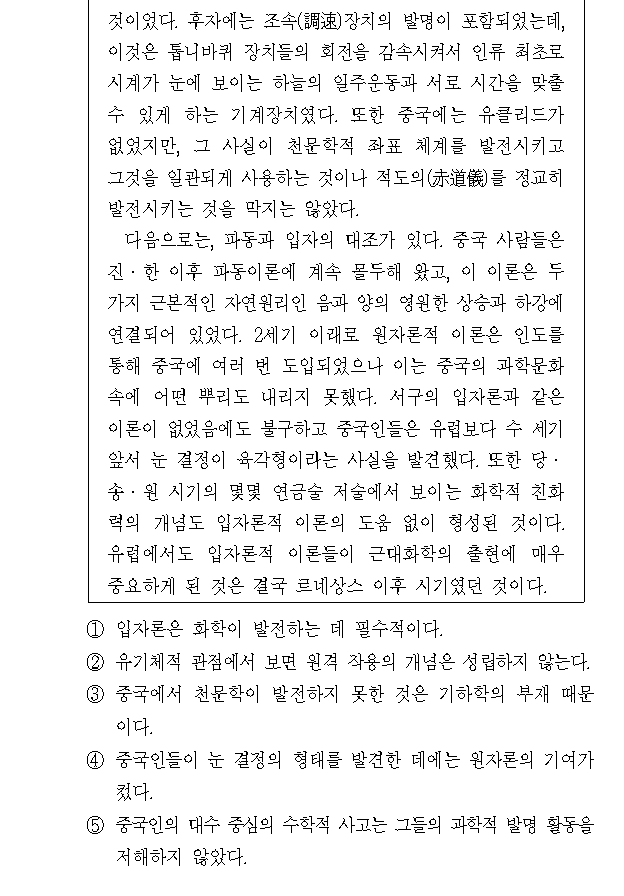 것이었다. 후자에는 조속(調速)장치의 발명이 포함되었는데,
이것은 톱니바퀴 장치들의 회전을 감속시켜서 인류 최초로
시계가 눈에 보이는 하늘의 일주운동과 서로 시간을 맞출
수 있게 하는 기계장치였다. 또한 중국에는 유클리드가
없었지만, 그 사실이 천문학적 좌표 체계를 발전시키고
그것을 일관되게 사용하는 것이나 적도의(赤道儀)를 정교히
발전시키는 것을 막지는 않았다.
다음으로는, 파동과 입자의 대조가 있다. 중국 사람들은
진·한 이후 파동이론에 계속 몰두해 왔고, 이 이론은 두
가지 근본적인 자연원리인 음과 양의 영원한 상승과 하강에
연결되어 있었다. 2세기 이래로 원자론적 이론은 인도를
통해 중국에 여러 번 도입되었으나 이는 중국의 과학문화
속에 어떤 뿌리도 내리지 못했다. 서구의 입자론과 같은
이론이 없었음에도 불구하고 중국인들은 유럽보다 수 세기
앞서 눈 결정이 육각형이라는 사실을 발견했다. 또한 당·
송·원 시기의 몇몇 연금술 저술에서 보이는 화학적 친화
력의 개념도 입자론적 이론의 도움 없이 형성된 것이다.
유럽에서도 입자론적 이론들이 근대화학의 출현에 매우
중요하게 된 것은 결국 르네상스 이후 시기였던 것이다.
① 입자론은 화학이 발전하는 데 필수적이다.
② 유기체적 관점에서 보면 원격 작용의 개념은 성립하지 않는다.
③ 중국에서 천문학이 발전하지 못한 것은 기하학의 부재 때문
이다.
④ 중국인들이 눈 결정의 형태를 발견한 데에는 원자론의 기여가
컸다.
⑤ 중국인의 대수 중심의 수학적 사고는 그들의 과학적 발명 활동을
저해하지 않았다.